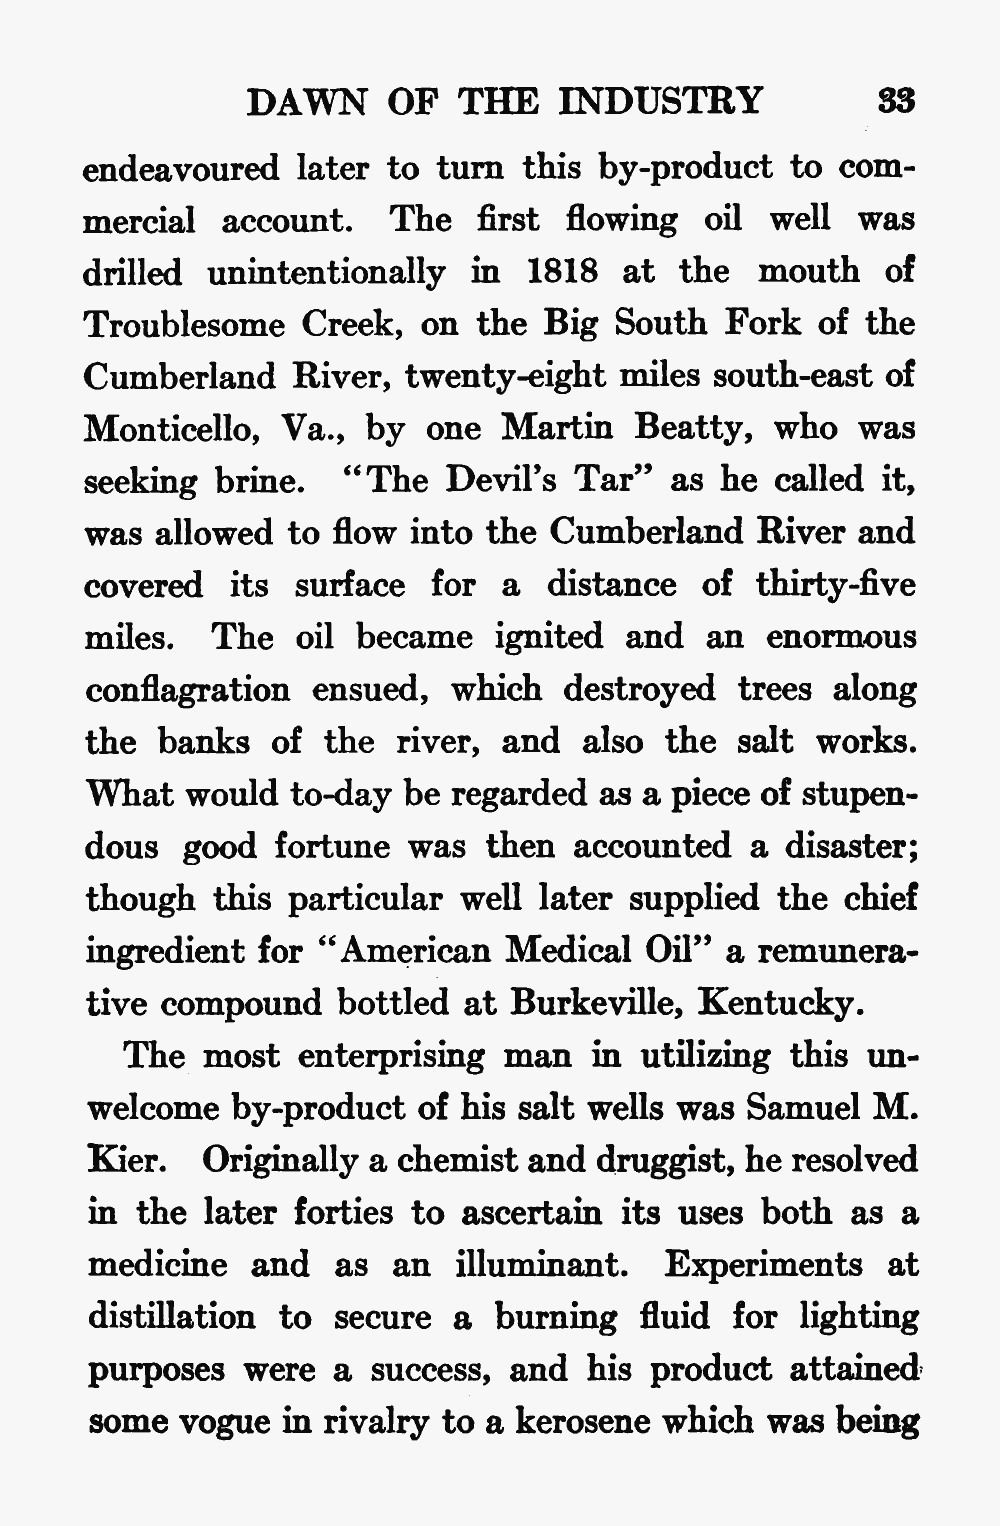 DAWN OF THE INDUSTRY 33
endeavoured later to turn this by-product to com-
mercial account. The first flowing oil well was
drilled unintentionally in 1818 at the mouth of
Troublesome Creek, on the Big South Fork of the
Cumberland River, twenty-eight miles south-east of
Monticello, Va., by one Martin Beatty, who was
seeking brine. “The Devil’s Tar” as he called it,
was allowed to flow into the Cumberland River and
covered its surface for a distance of thirty-five
miles. The oil became ignited and an enormous
conflagration ensued, which destroyed trees along
the banks of the river, and also the salt works.
What would to-day be regarded as a piece of stupen-
dous good fortune was then accounted a disaster;
though this particular well later supplied the chief
ingredient for “American Medical Oil” a remunera-
tive compound bottled at Burkeville, Kentucky.
The most enterprising man in utilizing this un-
welcome by-product of his salt wells was Samuel M.
Kier. Originally a chemist and druggist, he resolved
in the later forties to ascertain its uses both as a
medicine and as an illuminant. Experiments at
distillation to secure a burning fluid for lighting
purposes were a success, and his product attained
some vogue in rivalry to a kerosene which was being